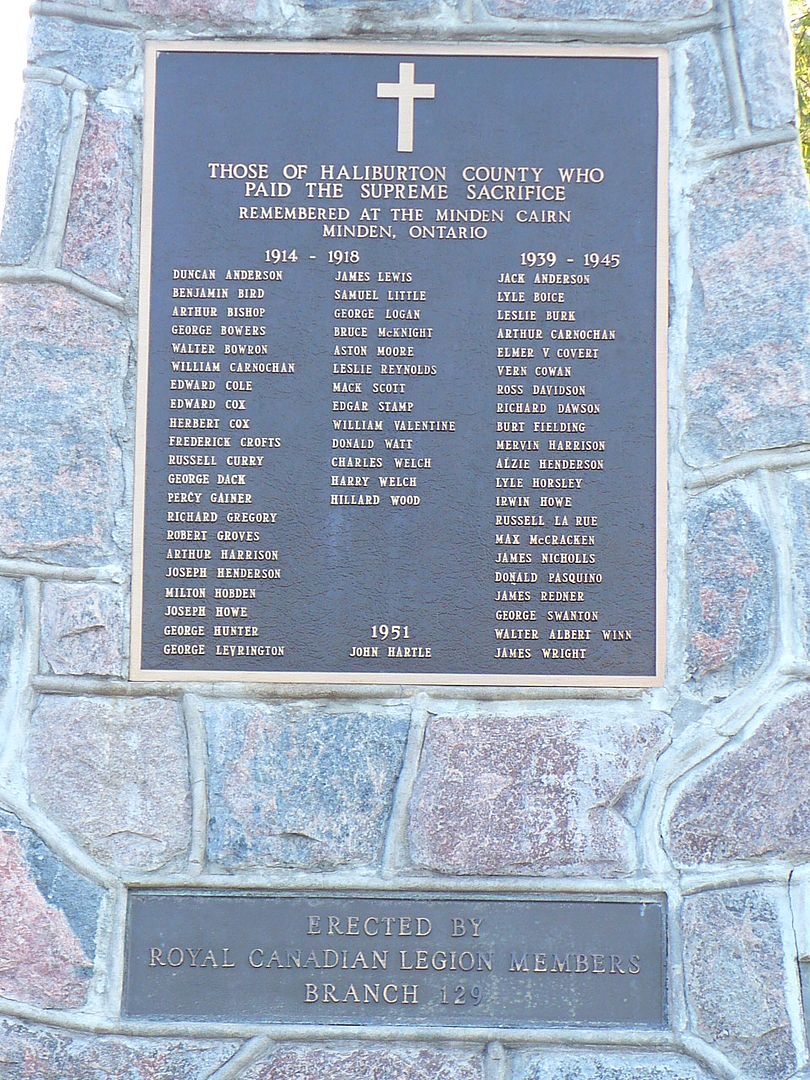 THOSE OF HALIBURTON COUNTY WHO
PAID THE SUPREME SACRIFICE
REMEMBERED AT THE MINDEN CAIRN
MINDEN, ONTARIO
1914 - 1918
DUNCAN ANDERSON
BENJAMIN BIRD
ARTHUR BISHOP
GEORGE BOWERS
WALTER BOWRON
WILLIAM CARNOCHAN
EDWARD COLE
EDWARD COX
HERBERT COX
FREDERICK CROFTS
RUSSELL CURRY
GEORGE DACK
PERCY GAINER
RICHARD GREGORY
ROBERT GROVES
ARTHUR HARRISON
JOSEPH HENDERSON
MILTON HOBDEN
JOSEPH HOWE
GEORGE HUNTER
GEORGE LEVRINGTON
JAMES LEWIS
SAMUEL LITTLE
GEORGE LOGAN
BRUCE McKNIGHT
ASTON MOORE
LESLIE REYNOLDS
MACK SCOTT
EDGAR STAMP
WILLIAM VALENTINE
DONALD WATT
CHARLES WELCH
HARRY WELCH
HILLARD WOOD
1951
JOHN HARTLE
1939 - 1945
JACK ANDERSON
LYLE BOICE
LESLIE BURK
ARTHUR CARNOCHAN
ELMER V. COVERT
VERN COWAN
ROSS DAVIDSON
RICHARD DAWSON
BURT FIELDING
MERVIN HARRISON
ALZIE HENDERSON
LYLE HORSLEY
IRWIN HOWE
RUSSELL LA RUE
MAX McCRACKEN
JAMES NICHOLLS
DONALD PASQUINO
JAMES REDNER
GEORGE SWANTON
WALTER ALBERT WINN
JAMES WRIGHT
ERECTED BY
ROYAL CANADIAN LEGION MEMBERS
BRANCH 129